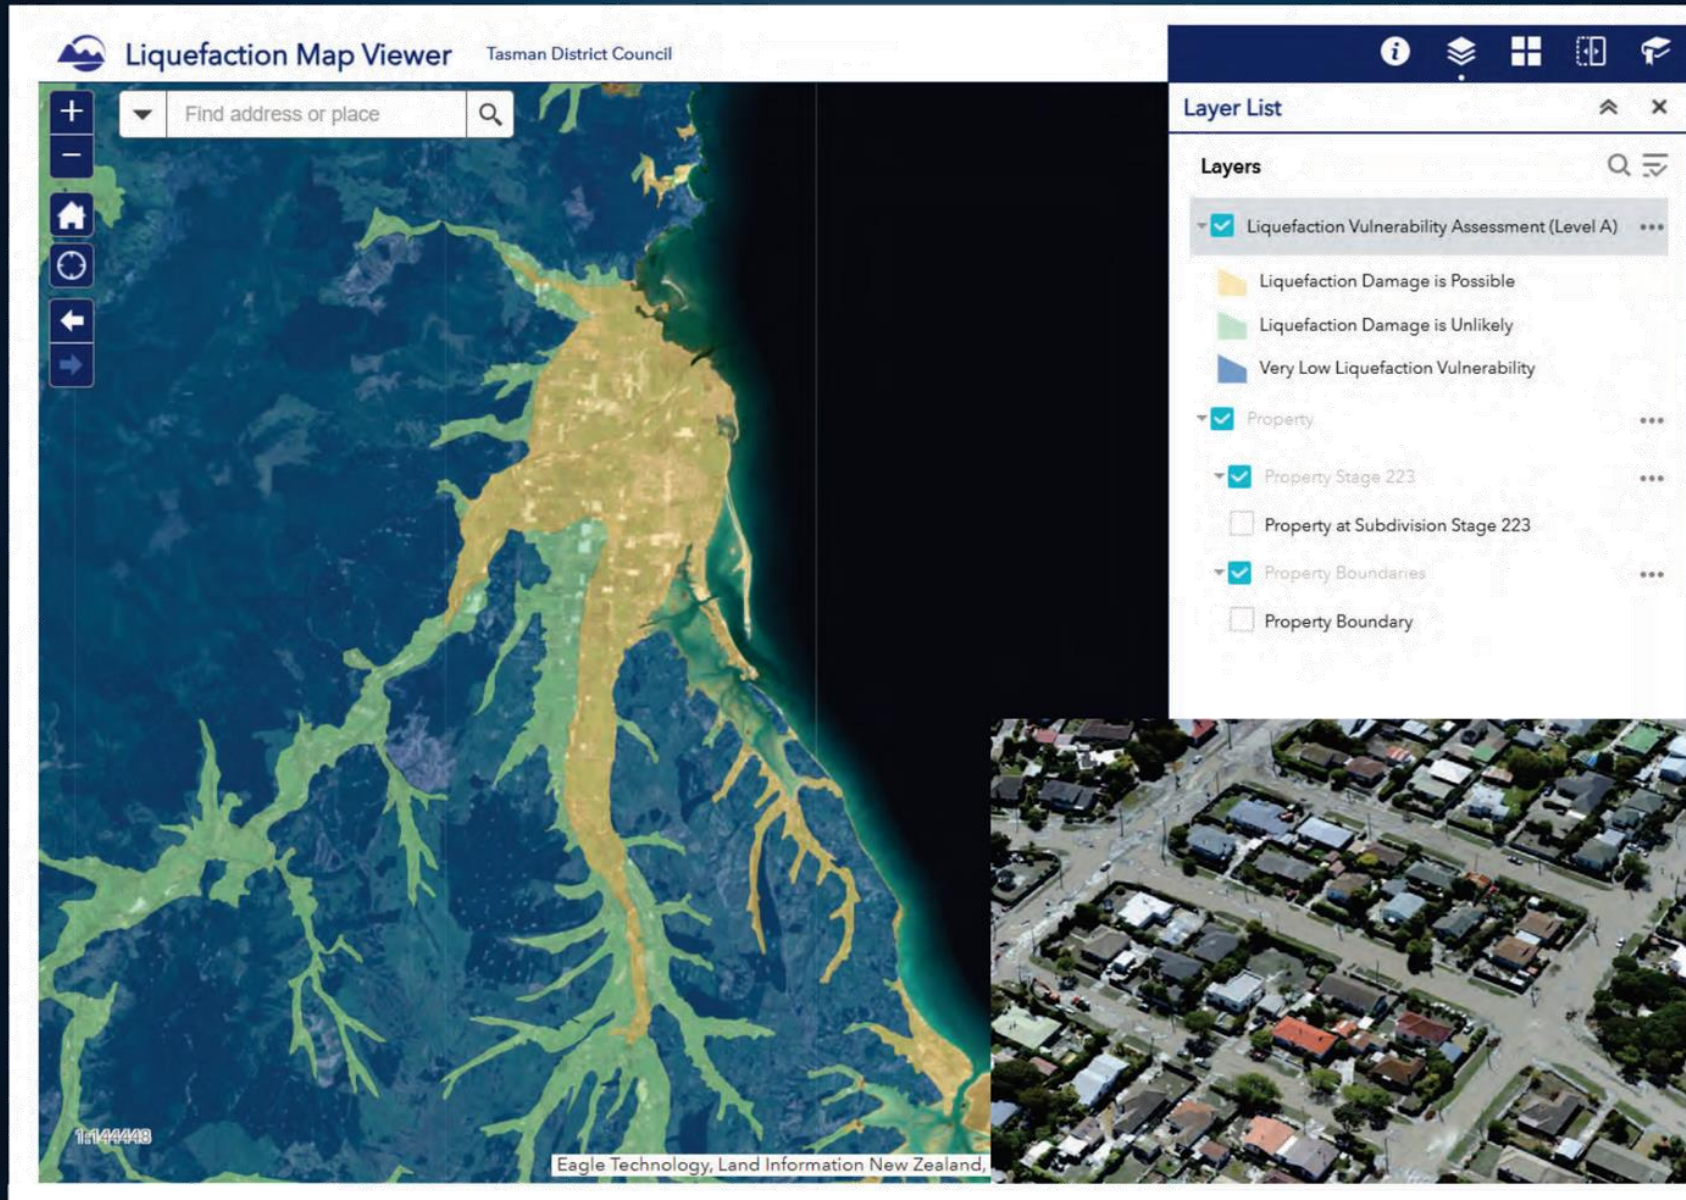 Liquefaction Map Viewer Tasman District Council
Find address or place
Layer List
Layers
Liquefaction Vulnerability Assessment (Level A)
Liquefaction Damage is Possible
Liquefaction Damage is Unlikely
Very Low Liquefaction Vulnerability
Property
Property Stage 223
Property at Subdivision Stage 223
Property Boundaries
Property Boundary
1:144448
Eagle Technology, Land Information New Zealand,